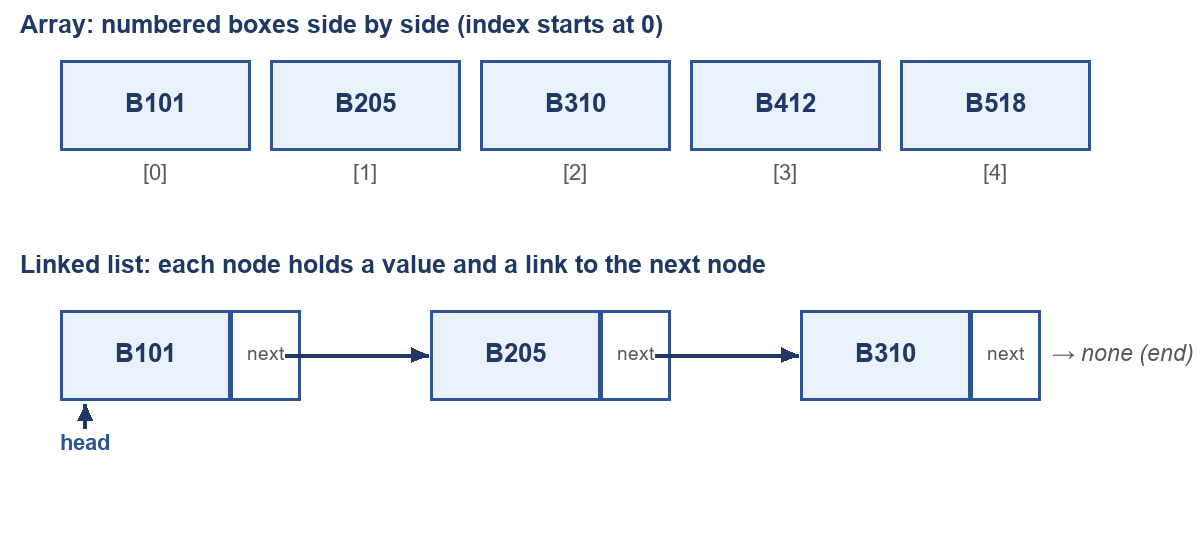 Array: numbered boxes side by side (index starts at 0)
B101 B205 B310 B412 B518
[0] [1] [2] [3] [4]
Linked list: each node holds a value and a link to the next node
B101 next B205 next B310 next → none (end)
head